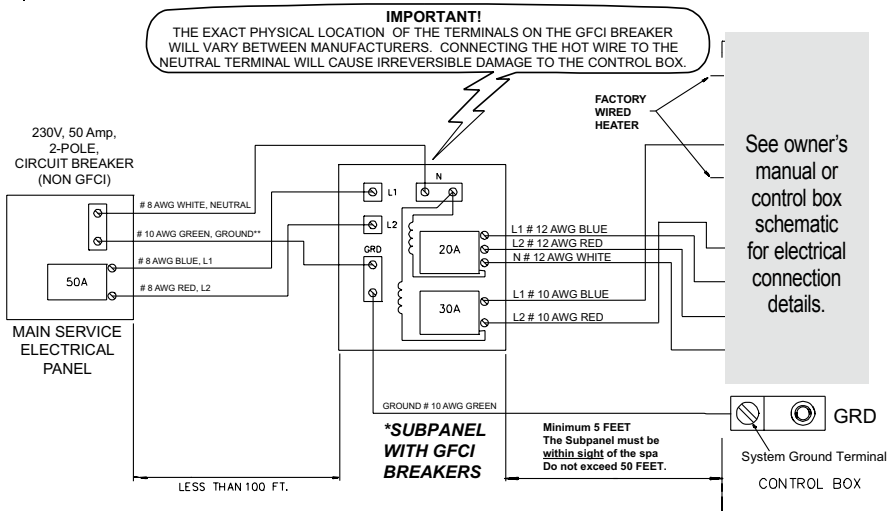 IMPORTANT!
THE EXACT PHYSICAL LOCATION OF THE TERMINALS ON THE GFCI BREAKER
WILL VARY BETWEEN MANUFACTURERS. CONNECTING THE HOT WIRE TO THE
NEUTRAL TERMINAL WILL CAUSE IRREVERSIBLE DAMAGE TO THE CONTROL BOX.
FACTORY
WIRED
HEATER
230V, 50 Amp,
2-POLE,
CIRCUIT BREAKER
(NON GFCI)
# 8 AWG WHITE, NEUTRAL
# 10 AWG GREEN, GROUND**
# 8 AWG BLUE, L1
# 8 AWG RED, L2
50A
MAIN SERVICE
ELECTRICAL
PANEL
N
L1
L2
GRD
20A
30A
L1 # 12 AWG BLUE
L2 # 12 AWG RED
N # 12 AWG WHITE
L1 # 10 AWG BLUE
L2 # 10 AWG RED
See owner's
manual or
control box
schematic
for electrical
connection
details.
GROUND # 10 AWG GREEN
*SUBPANEL
WITH GFCI
BREAKERS
Minimum 5 FEET
The Subpanel must be
within sight of the spa
Do not exceed 50 FEET.
GRD
System Ground Terminal
CONTROL BOX
LESS THAN 100 FT.